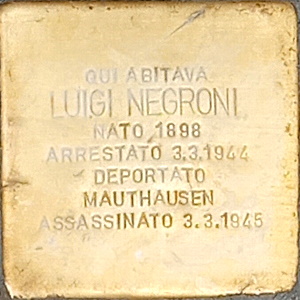 QUI ABITAVA
LUIGI NEGRONI
NATO 1898
ARRESTATO 3.3.1944
DEPORTATO
MAUTHAUSEN
ASSASSINATO 3.3.1945